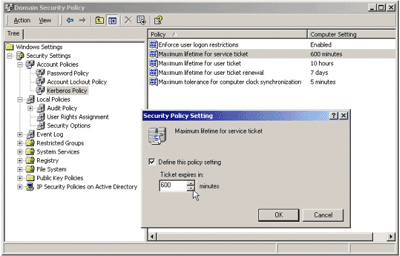 Domain Security Policy
Action View
Tree
Policy Computer Setting
Windows Settings
Security Settings
Account Policies
Password Policy
Account Lockout Policy
Kerberos Policy
Local Policies
Audit Policy
User Rights Assignment
Security Options
Event Log
Restricted Groups
System Services
Registry
File System
Public Key Policies
IP Security Policies on Active Directory
Enforce user logon restrictions Enabled
Maximum lifetime for service ticket 600 minutes
Maximum lifetime for user ticket 10 hours
Maximum lifetime for user ticket renewal 7 days
Maximum tolerance for computer clock synchronization 5 minutes
Security Policy Setting
Maximum lifetime for service ticket
Define this policy setting
Ticket expires in:
600 minutes
OK Cancel